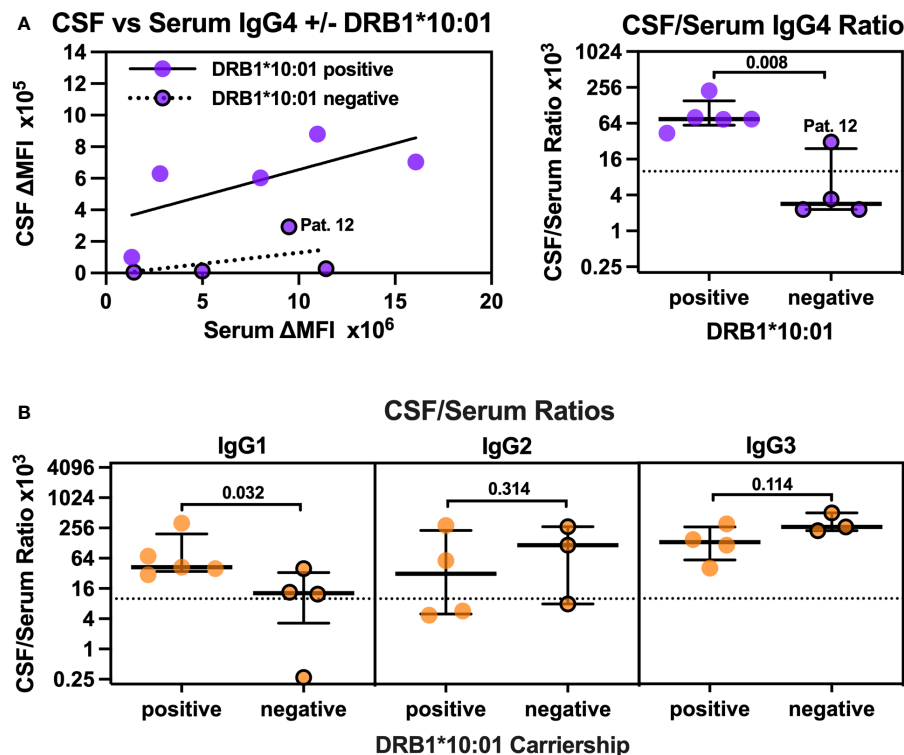 A
CSF vs Serum IgG4 +/- DRB1*10:01
CSF ΔMFI x10⁵
14
12
10
8
6
4
2
0
DRB1*10:01 positive
DRB1*10:01 negative
Pat. 12
0 5 10 15 20
Serum ΔMFI x10⁶
CSF/Serum IgG4 Ratio
CSF/Serum Ratio x10³
1024
256
64
16
4
1
0.25
0.008
Pat. 12
positive negative
DRB1*10:01
B
CSF/Serum Ratios
IgG1 IgG2 IgG3
CSF/Serum Ratio x10³
4096
1024
256
64
16
4
1
0.25
0.032
0.314
0.114
positive negative positive negative positive negative
DRB1*10:01 Carriership